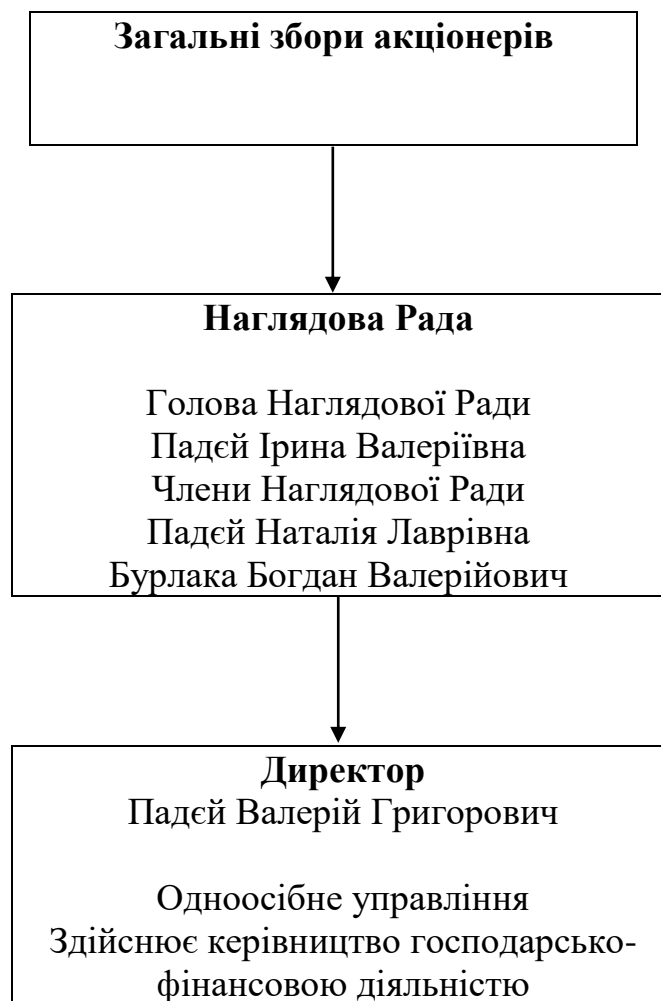 Загальні збори акціонерів
Наглядова Рада
Голова Наглядової Ради
Падєй Ірина Валеріївна
Члени Наглядової Ради
Падєй Наталія Лаврівна
Бурлака Богдан Валерійович
Директор
Падєй Валерій Григорович
Одноосібне управління
Здійснює керівництво господарсько-
фінансовою діяльністю